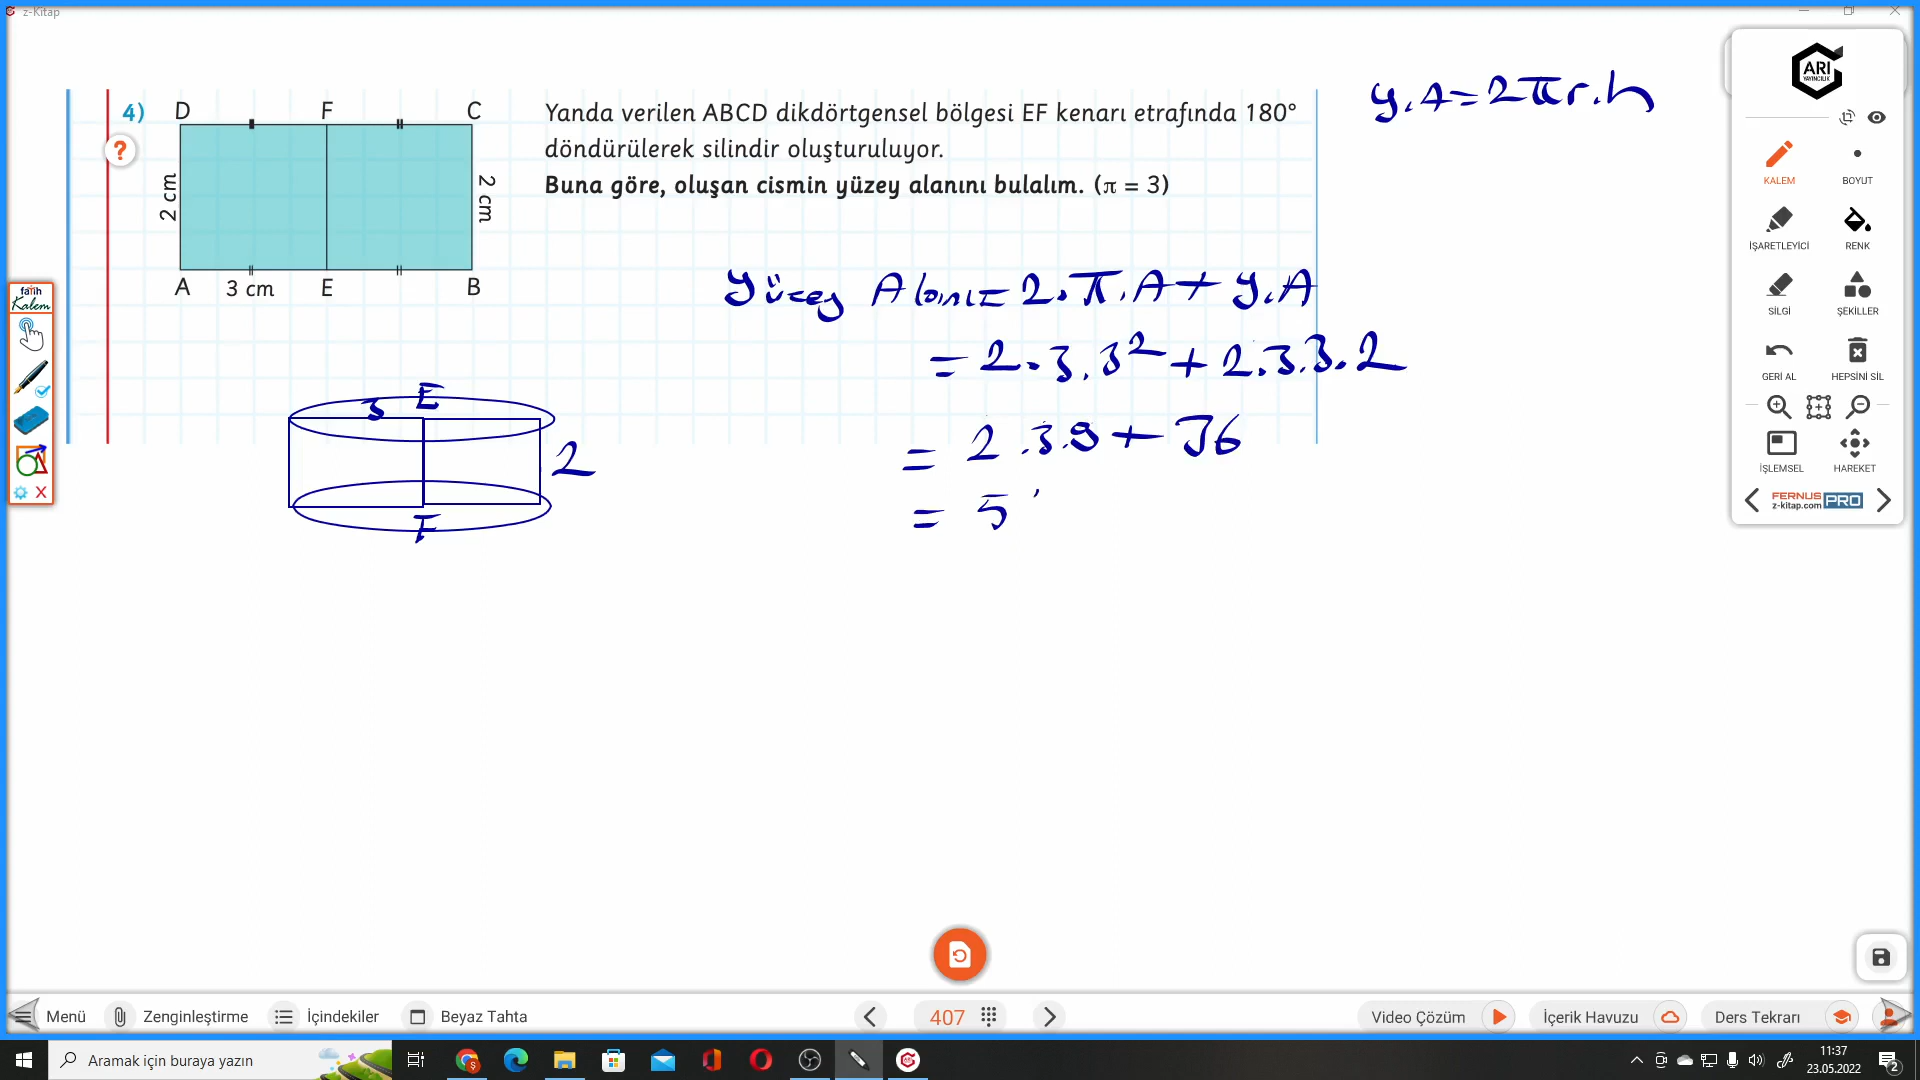 z-Kitap
4)
D F C
2 cm
2 cm
A 3 cm E B
Yanda verilen ABCD dikdörtgensel bölgesi EF kenarı etrafında 180°
döndürülerek silindir oluşturuluyor.
Buna göre, oluşan cismin yüzey alanını bulalım. (π = 3)
y.A=2πr.h
Yüzey Alanı=2.π.A+y.A
=2.3.3²+2.3.3.2
=2.3.9+36
=5
3 E
2
F
fatih
Kalem
X
ARI
YAYINCILIK
KALEM BOYUT
İŞARETLEYİCİ RENK
SİLGİ ŞEKİLLER
GERİ AL HEPSİNİ SİL
İŞLEMSEL HAREKET
FERNUS PRO
z-kitap.com
Menü Zenginleştirme İçindekiler Beyaz Tahta 407 Video Çözüm İçerik Havuzu Ders Tekrarı
Aramak için buraya yazın
11:37
23.05.2022
2